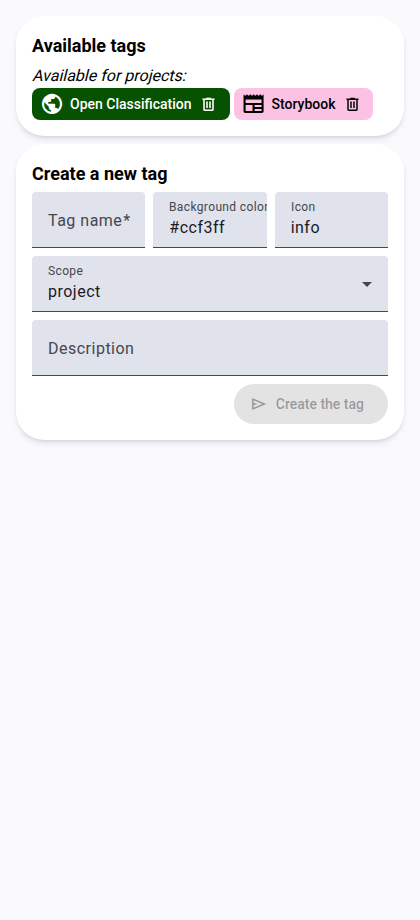 Available tags
Available for projects:
Open Classification
Storybook
Create a new tag
Tag name*
Background color
#ccf3ff
Icon
info
Scope
project
Description
Create the tag